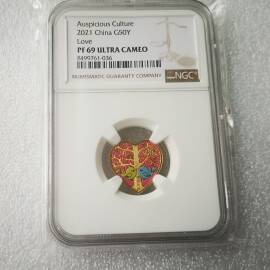 Auspicious Culture
2021 China G50Y
Love
PF 69 ULTRA CAMEO
8499761-036
NUMISMATIC GUARANTY COMPANY
NGC